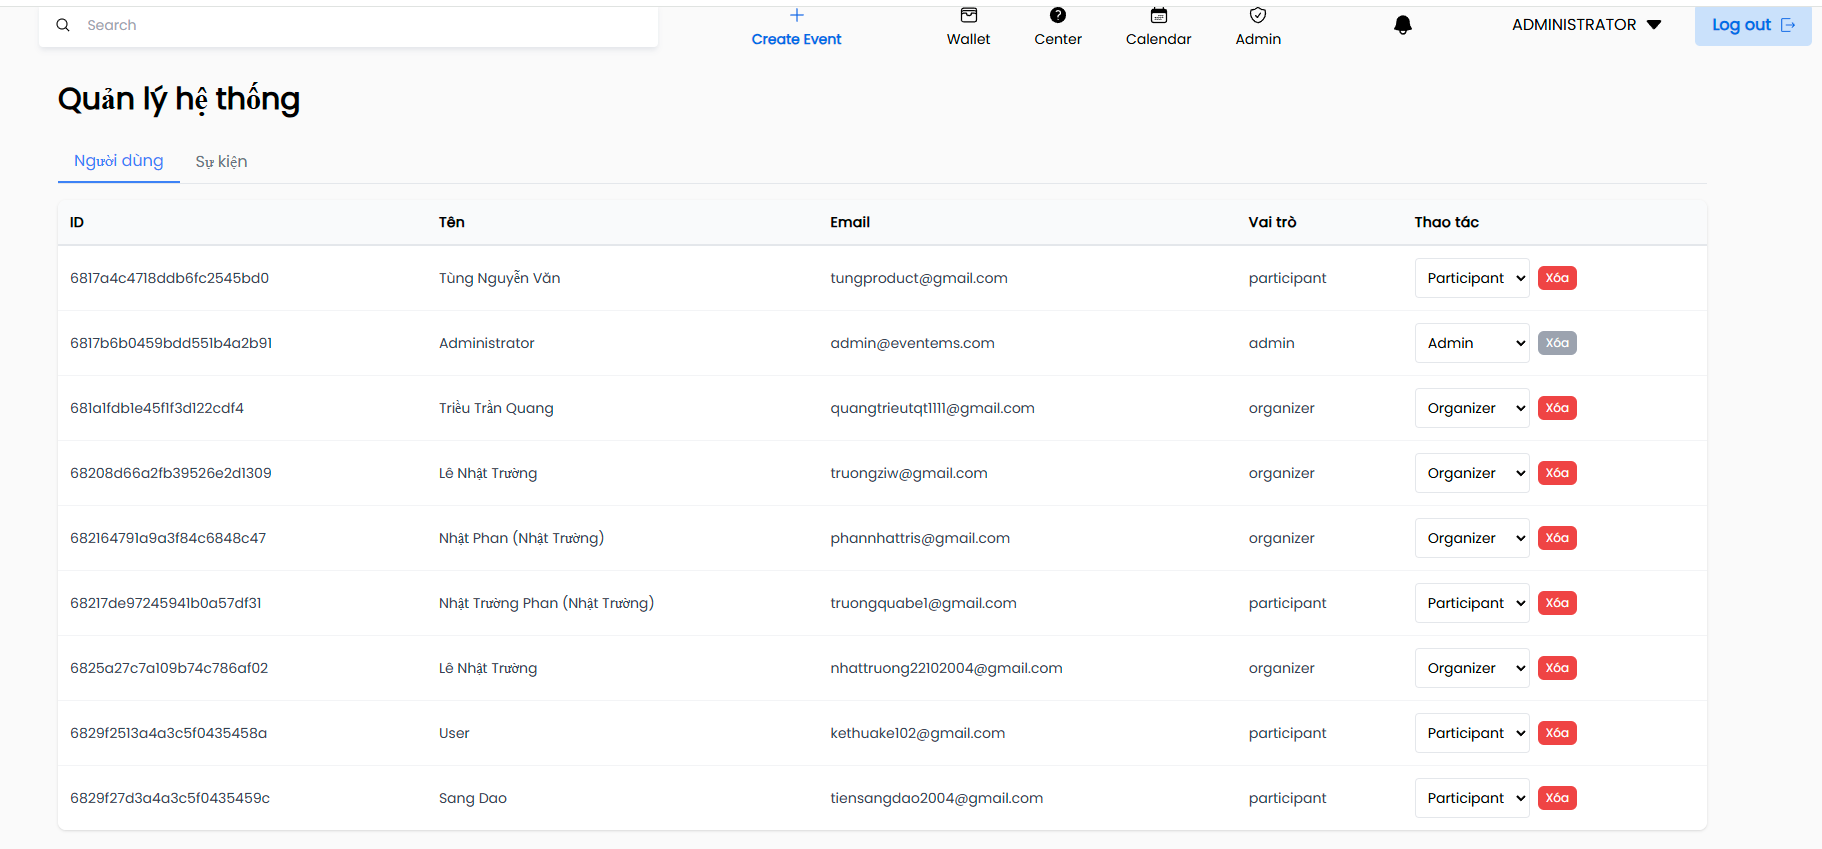 Search
Create Event
Wallet
Center
Calendar
Admin
ADMINISTRATOR
Log out
Quản lý hệ thống
Người dùng Sự kiện
ID Tên Email Vai trò Thao tác
6817a4c4718ddb6fc2545bd0 Tùng Nguyễn Văn tungproduct@gmail.com participant Participant Xóa
6817b6b0459bdd551b4a2b91 Administrator admin@eventems.com admin Admin Xóa
681a1fdb1e45f1f3d122cdf4 Triều Trần Quang quangtrieutqt1111@gmail.com organizer Organizer Xóa
68208d66a2fb39526e2d1309 Lê Nhật Trường truongziw@gmail.com organizer Organizer Xóa
682164791a9a3f84c6848c47 Nhật Phan (Nhật Trường) phannhattris@gmail.com organizer Organizer Xóa
68217de97245941b0a57df31 Nhật Trường Phan (Nhật Trường) truongquabe1@gmail.com participant Participant Xóa
6825a27c7a109b74c786af02 Lê Nhật Trường nhattruong22102004@gmail.com organizer Organizer Xóa
6829f2513a4a3c5f0435458a User kethuake102@gmail.com participant Participant Xóa
6829f27d3a4a3c5f0435459c Sang Dao tiensangdao2004@gmail.com participant Participant Xóa